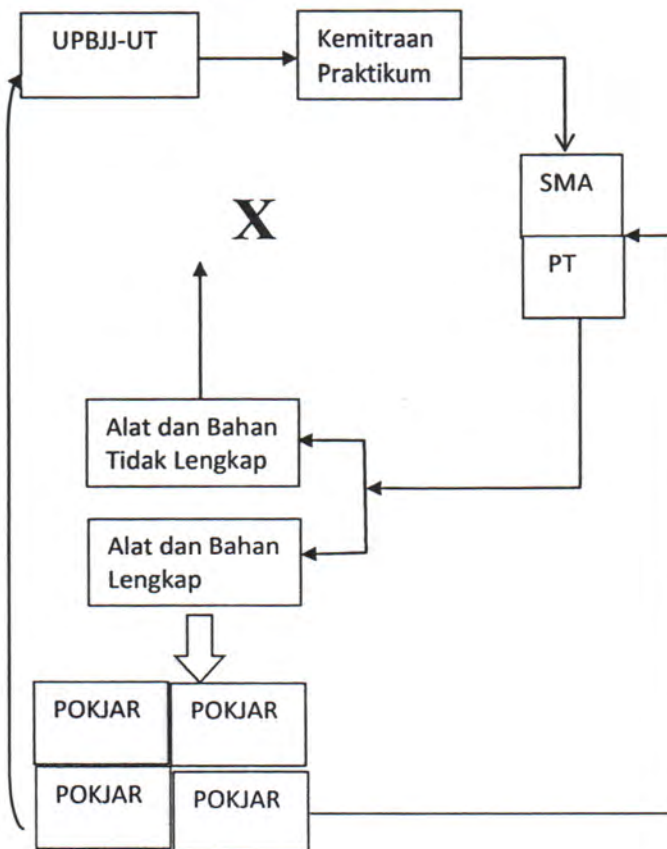 UPBJJ-UT
Kemitraan
Praktikum
SMA
PT
X
Alat dan Bahan
Tidak Lengkap
Alat dan Bahan
Lengkap
POKJAR
POKJAR
POKJAR
POKJAR